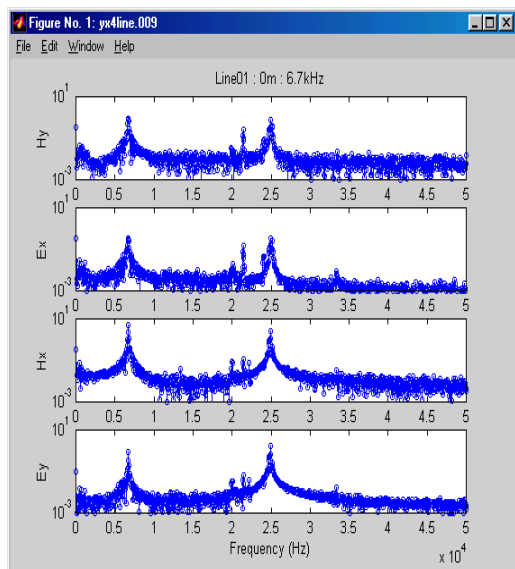 Figure No. 1: yx4line.009
File Edit Window Help
Line01 : 0m : 6.7kHz
10^1
Hy
10^-3
0 0.5 1 1.5 2 2.5 3 3.5 4 4.5 5
10^1
Ex
10^-3
0 0.5 1 1.5 2 2.5 3 3.5 4 4.5 5
10^1
Hx
10^-3
0 0.5 1 1.5 2 2.5 3 3.5 4 4.5 5
10^1
Ey
10^-3
0 0.5 1 1.5 2 2.5 3 3.5 4 4.5 5
Frequency (Hz)
x 10^4